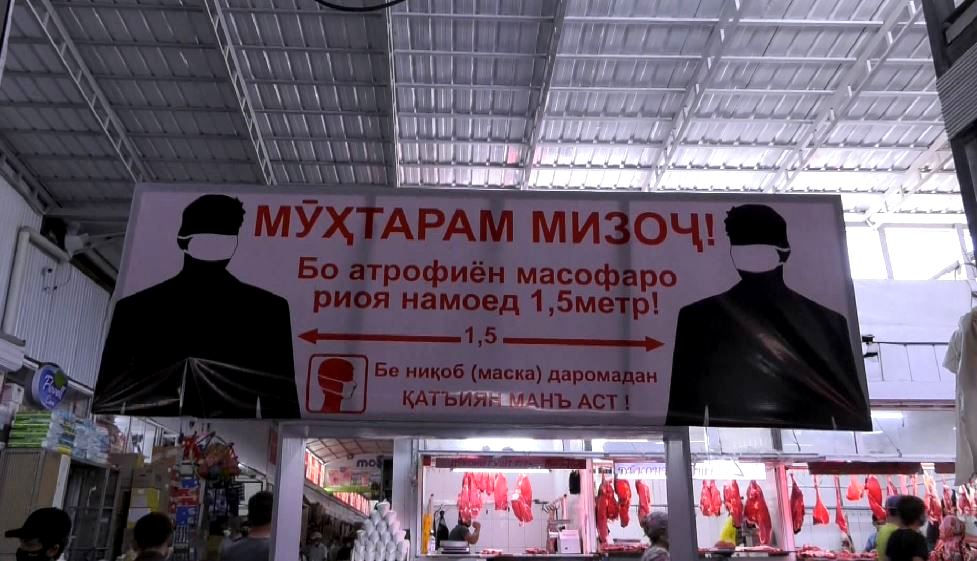 МӮҲТАРАМ МИЗОҶ!
Бо атрофиён масофаро
риоя намоед 1,5метр!
1,5
Бе ниқоб (маска) даромадан
ҚАТЪИЯН МАНЪ АСТ !